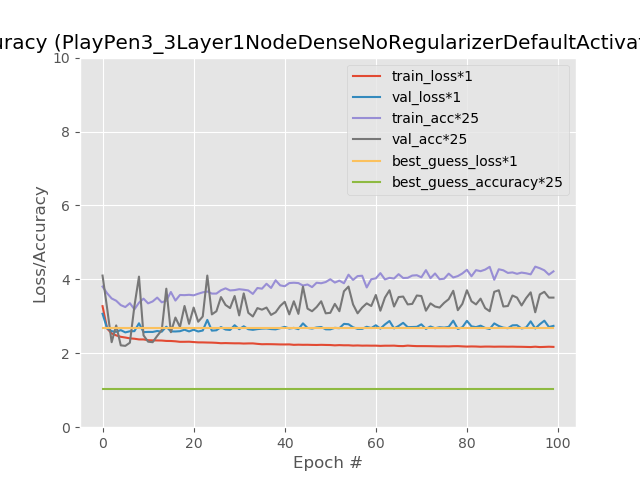 uracy (PlayPen3_3Layer1NodeDenseNoRegularizerDefaultActivat
train_loss*1
val_loss*1
train_acc*25
val_acc*25
best_guess_loss*1
best_guess_accuracy*25
Loss/Accuracy
10
8
6
4
2
0
0 20 40 60 80 100
Epoch #